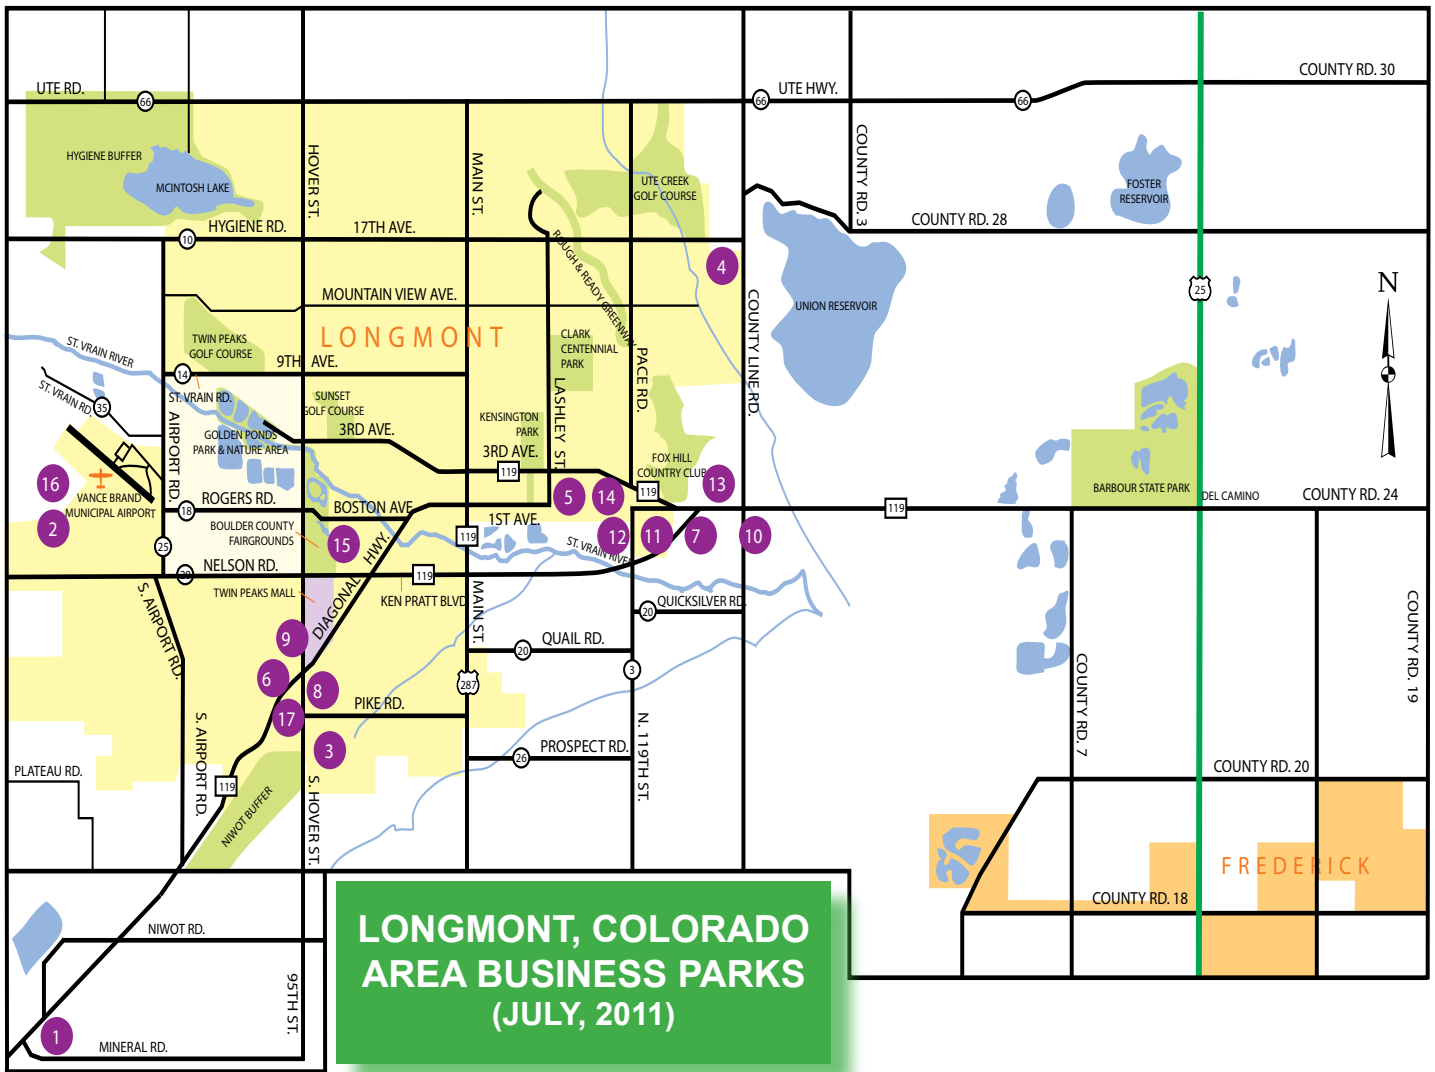 COUNTY RD. 30
UTE RD.
66
66
UTE HWY.
66
HYGIENE BUFFER
MCINTOSH LAKE
HOVER ST.
MAIN ST.
UTE CREEK
GOLF COURSE
COUNTY RD. 3
FOSTER
RESERVOIR
HYGIENE RD.
17TH AVE.
COUNTY RD. 28
10
ROUGH & READY GREENWAY
4
N
MOUNTAIN VIEW AVE.
COUNTY LINE RD.
UNION RESERVOIR
25
LONGMONT
TWIN PEAKS
GOLF COURSE
CLARK
CENTENNIAL
PARK
ST. VRAIN RIVER
9TH AVE.
PACE RD.
14
ST. VRAIN RD.
ST. VRAIN RD.
35
AIRPORT RD.
SUNSET
GOLF COURSE
LASHLEY ST.
KENSINGTON
PARK
3RD AVE.
GOLDEN PONDS
PARK & NATURE AREA
3RD AVE.
119
FOX HILL
COUNTRY CLUB
16
VANCE BRAND
MUNICIPAL AIRPORT
ROGERS RD.
18
BOSTON AVE.
5
14
119
13
BARBOUR STATE PARK
DEL CAMINO
COUNTY RD. 24
119
2
BOULDER COUNTY
FAIRGROUNDS
15
1ST AVE.
119
ST. VRAIN RIVER
12
11
7
10
25
NELSON RD.
TWIN PEAKS MALL
DIAGONAL HWY.
119
KEN PRATT BLVD.
S. AIRPORT RD.
MAIN ST.
QUICKSILVER RD.
20
QUAIL RD.
20
9
6
8
287
3
COUNTY RD. 7
COUNTY RD. 19
PIKE RD.
17
3
S. AIRPORT RD.
PROSPECT RD.
26
N. 119TH ST.
PLATEAU RD.
119
NIWOT BUFFER
S. HOVER ST.
COUNTY RD. 20
FREDERICK
COUNTY RD. 18
NIWOT RD.
95TH ST.
1
MINERAL RD.
LONGMONT, COLORADO
AREA BUSINESS PARKS
(JULY, 2011)